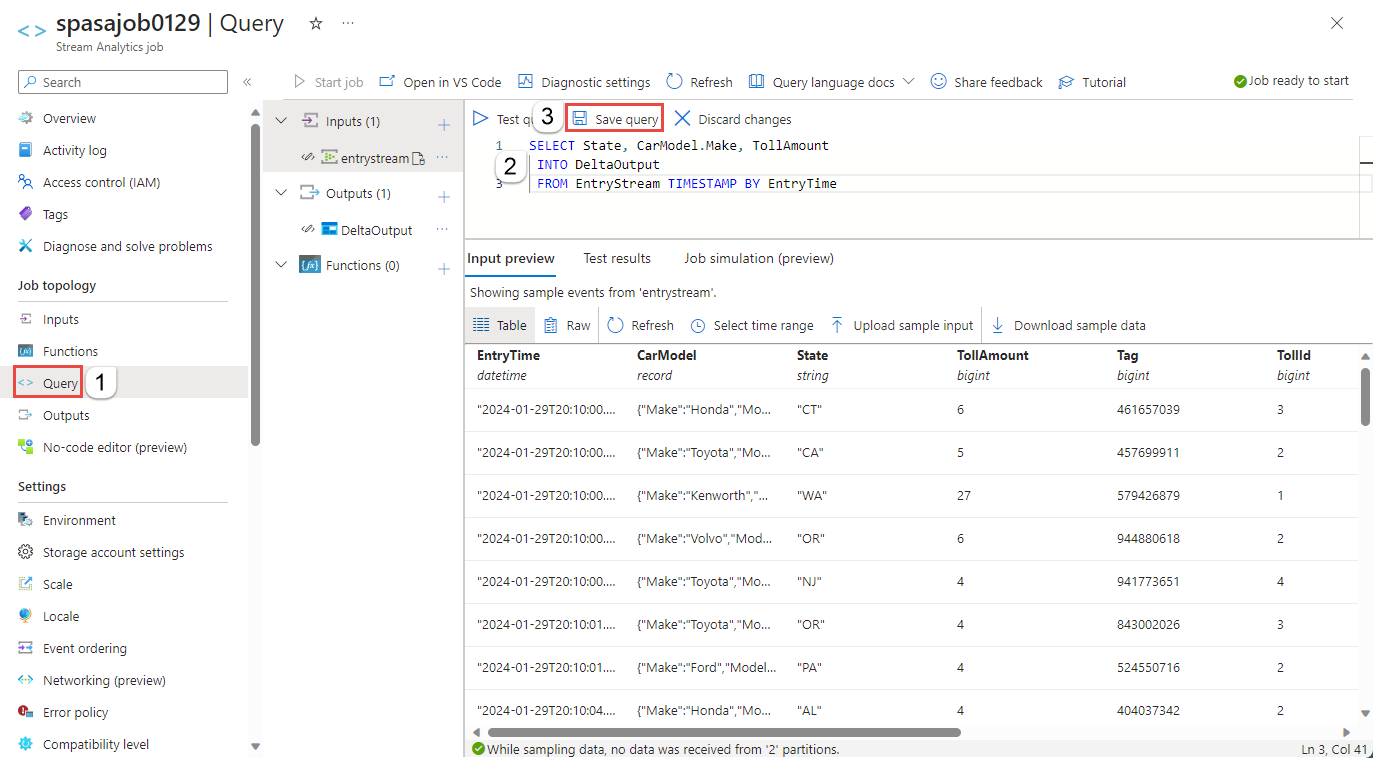 spasajob0129 | Query
Stream Analytics job
Search
Start job Open in VS Code Diagnostic settings Refresh Query language docs Share feedback Tutorial Job ready to start
Overview
Activity log
Access control (IAM)
Tags
Diagnose and solve problems
Job topology
Inputs
Functions
Query 1
Outputs
No-code editor (preview)
Settings
Environment
Storage account settings
Scale
Locale
Event ordering
Networking (preview)
Error policy
Compatibility level
Inputs (1)
entrystream
Outputs (1)
DeltaOutput
{fx} Functions (0)
Test 3 Save query Discard changes
1 SELECT State, CarModel.Make, TollAmount
2 INTO DeltaOutput
3 FROM EntryStream TIMESTAMP BY EntryTime
Input preview Test results Job simulation (preview)
Showing sample events from 'entrystream'.
Table Raw Refresh Select time range Upload sample input Download sample data
EntryTime CarModel State TollAmount Tag TollId
datetime record string bigint bigint bigint
"2024-01-29T20:10:00.... {"Make":"Honda","Mo... "CT" 6 461657039 3
"2024-01-29T20:10:00.... {"Make":"Toyota","Mo... "CA" 5 457699911 2
"2024-01-29T20:10:00.... {"Make":"Kenworth","... "WA" 27 579426879 1
"2024-01-29T20:10:00.... {"Make":"Volvo","Mod... "OR" 6 944880618 2
"2024-01-29T20:10:00.... {"Make":"Toyota","Mo... "NJ" 4 941773651 4
"2024-01-29T20:10:01.... {"Make":"Toyota","Mo... "OR" 4 843002026 3
"2024-01-29T20:10:01.... {"Make":"Ford","Model... "PA" 4 524550716 2
"2024-01-29T20:10:04.... {"Make":"Honda","Mo... "AL" 4 404037342 2
While sampling data, no data was received from '2' partitions. Ln 3, Col 41